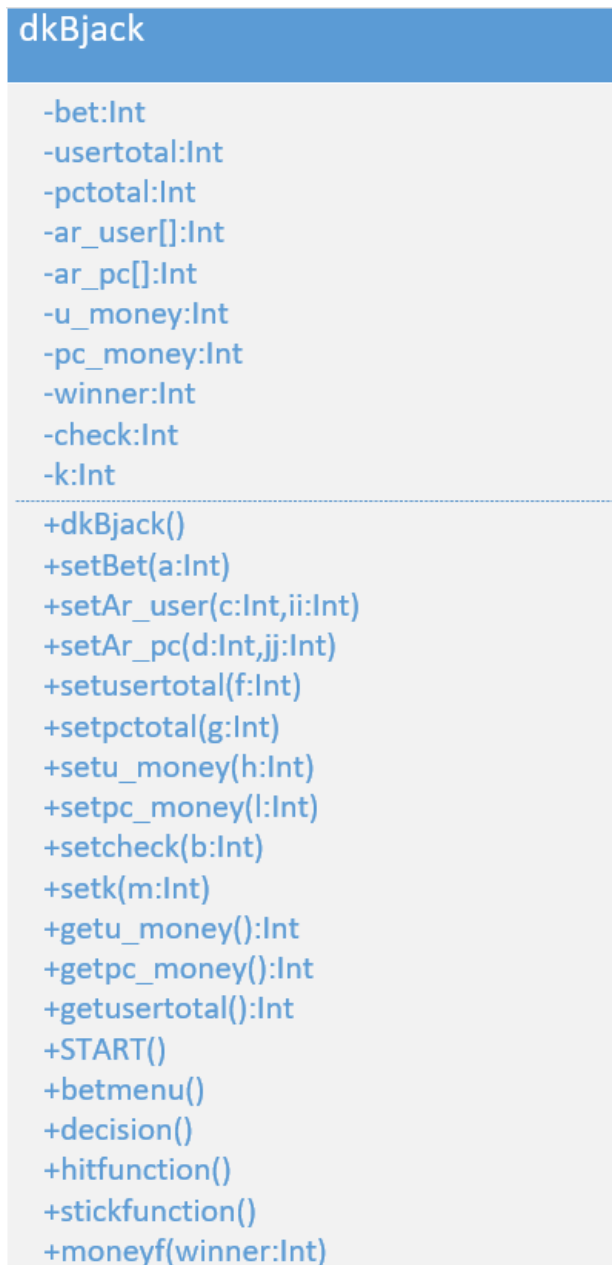 dkBjack
-bet:Int
-usertotal:Int
-pctotal:Int
-ar_user[]:Int
-ar_pc[]:Int
-u_money:Int
-pc_money:Int
-winner:Int
-check:Int
-k:Int
+dkBjack()
+setBet(a:Int)
+setAr_user(c:Int,ii:Int)
+setAr_pc(d:Int,jj:Int)
+setusertotal(f:Int)
+setpctotal(g:Int)
+setu_money(h:Int)
+setpc_money(l:Int)
+setcheck(b:Int)
+setk(m:Int)
+getu_money():Int
+getpc_money():Int
+getusertotal():Int
+START()
+betmenu()
+decision()
+hitfunction()
+stickfunction()
+moneyf(winner:Int)